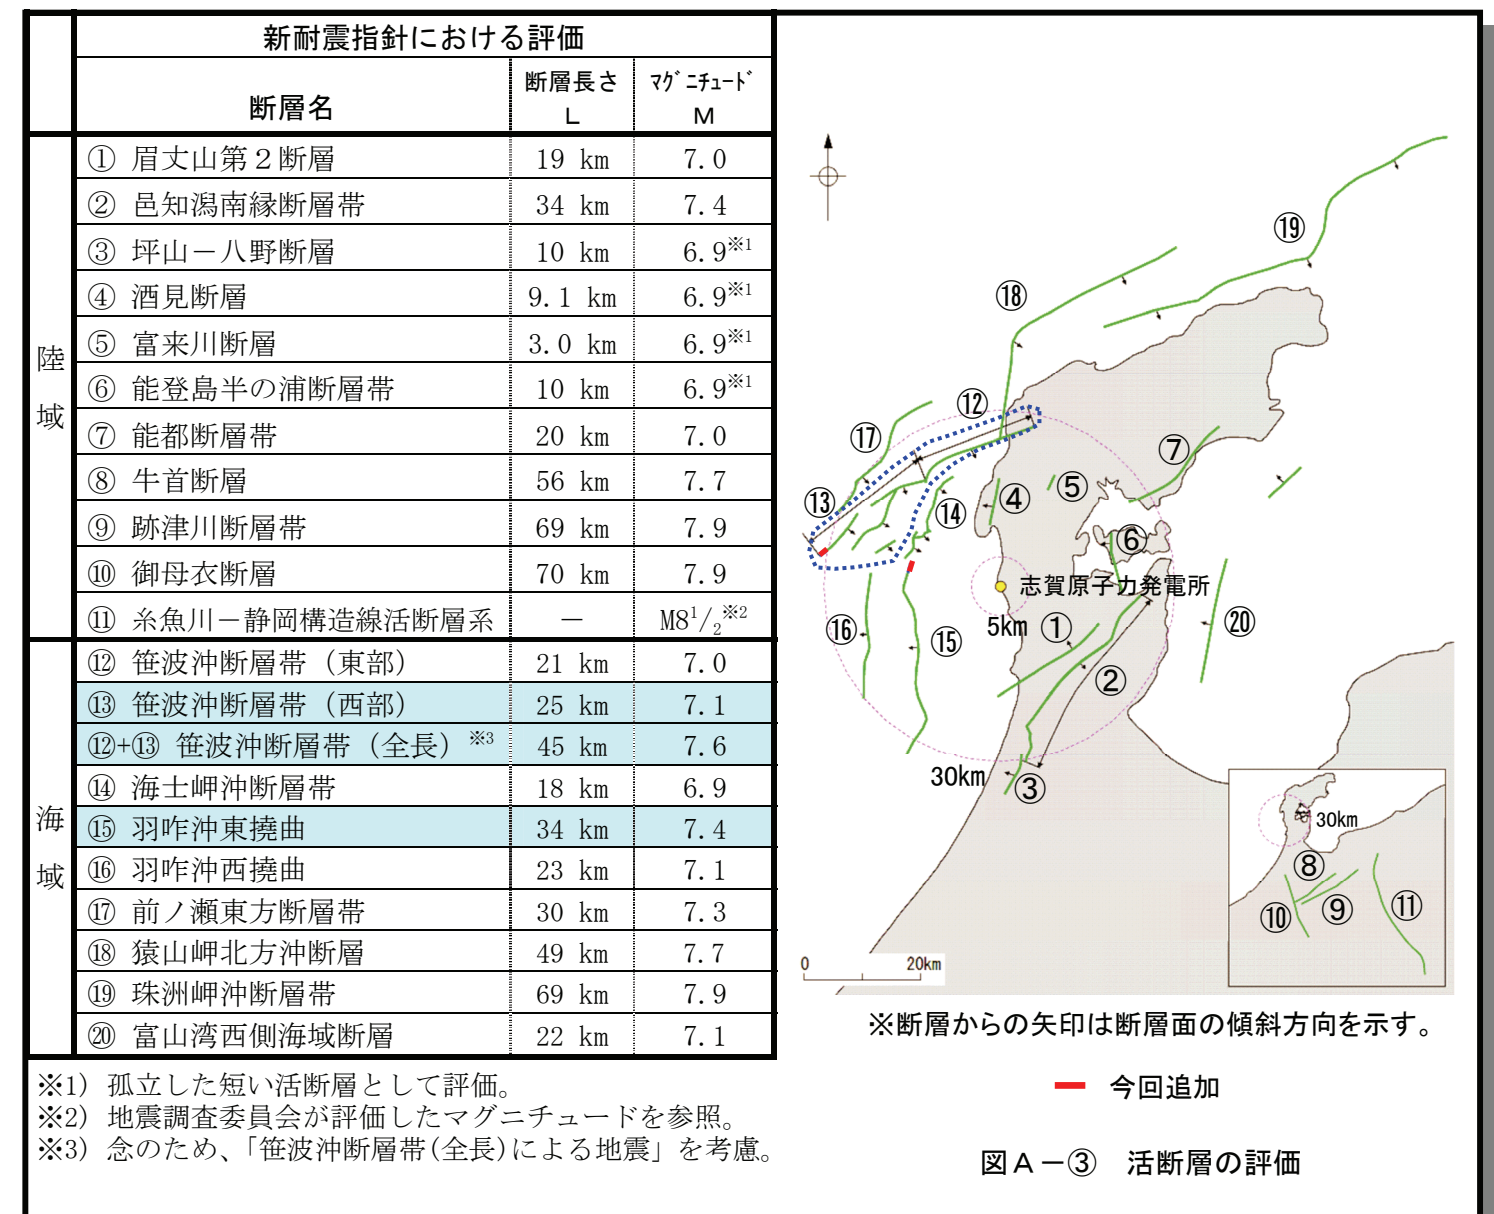 新耐震指針における評価
断層名 断層長さ L ﾏｸﾞﾆﾁｭｰﾄﾞ M
陸域
① 眉丈山第２断層 19 km 7.0
② 邑知潟南縁断層帯 34 km 7.4
③ 坪山－八野断層 10 km 6.9※1
④ 酒見断層 9.1 km 6.9※1
⑤ 富来川断層 3.0 km 6.9※1
⑥ 能登島半の浦断層帯 10 km 6.9※1
⑦ 能都断層帯 20 km 7.0
⑧ 牛首断層 56 km 7.7
⑨ 跡津川断層帯 69 km 7.9
⑩ 御母衣断層 70 km 7.9
⑪ 糸魚川－静岡構造線活断層系 － M81/2※2
海域
⑫ 笹波沖断層帯（東部） 21 km 7.0
⑬ 笹波沖断層帯（西部） 25 km 7.1
⑫+⑬ 笹波沖断層帯（全長）※3 45 km 7.6
⑭ 海士岬沖断層帯 18 km 6.9
⑮ 羽咋沖東撓曲 34 km 7.4
⑯ 羽咋沖西撓曲 23 km 7.1
⑰ 前ノ瀬東方断層帯 30 km 7.3
⑱ 猿山岬北方沖断層 49 km 7.7
⑲ 珠洲岬沖断層帯 69 km 7.9
⑳ 富山湾西側海域断層 22 km 7.1
※1) 孤立した短い活断層として評価。
※2) 地震調査委員会が評価したマグニチュードを参照。
※3) 念のため、「笹波沖断層帯(全長)による地震」を考慮。
⑲
⑱
⑫
⑰
⑦
⑬
⑭
④
⑤
⑥
志賀原子力発電所
5km
①
⑯
⑮
⑳
②
30km
③
30km
⑧
⑨
⑩
⑪
0 20km
※断層からの矢印は断層面の傾斜方向を示す。
今回追加
図Ａ－③ 活断層の評価